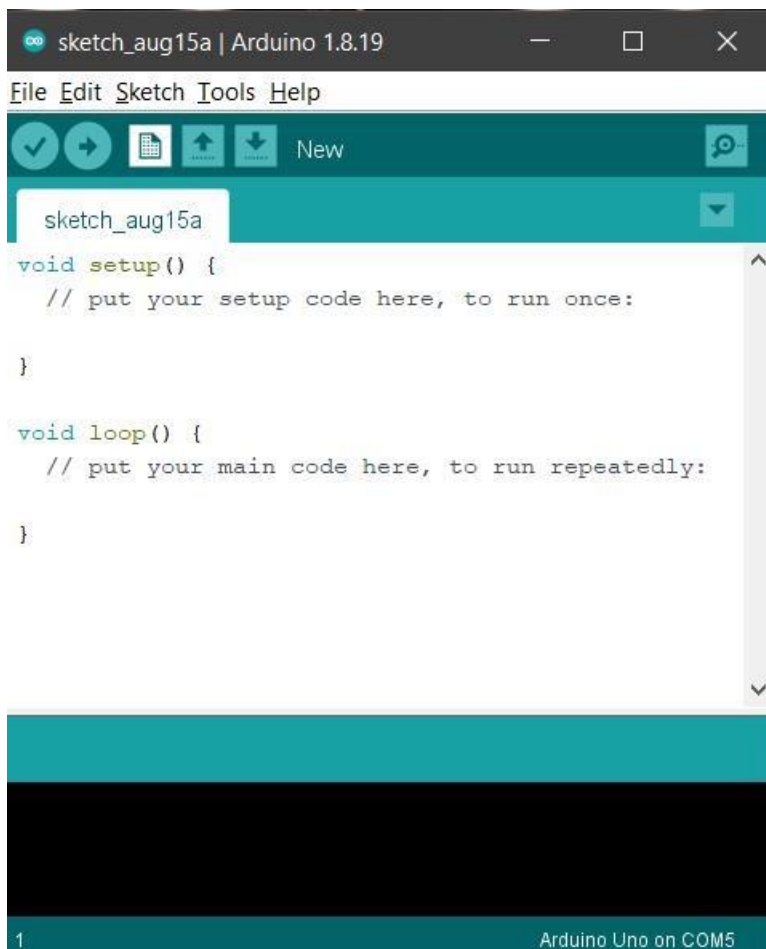 sketch_aug15a | Arduino 1.8.19
File Edit Sketch Tools Help
New
sketch_aug15a
void setup() {
  // put your setup code here, to run once:
}
void loop() {
  // put your main code here, to run repeatedly:
}
1 Arduino Uno on COM5